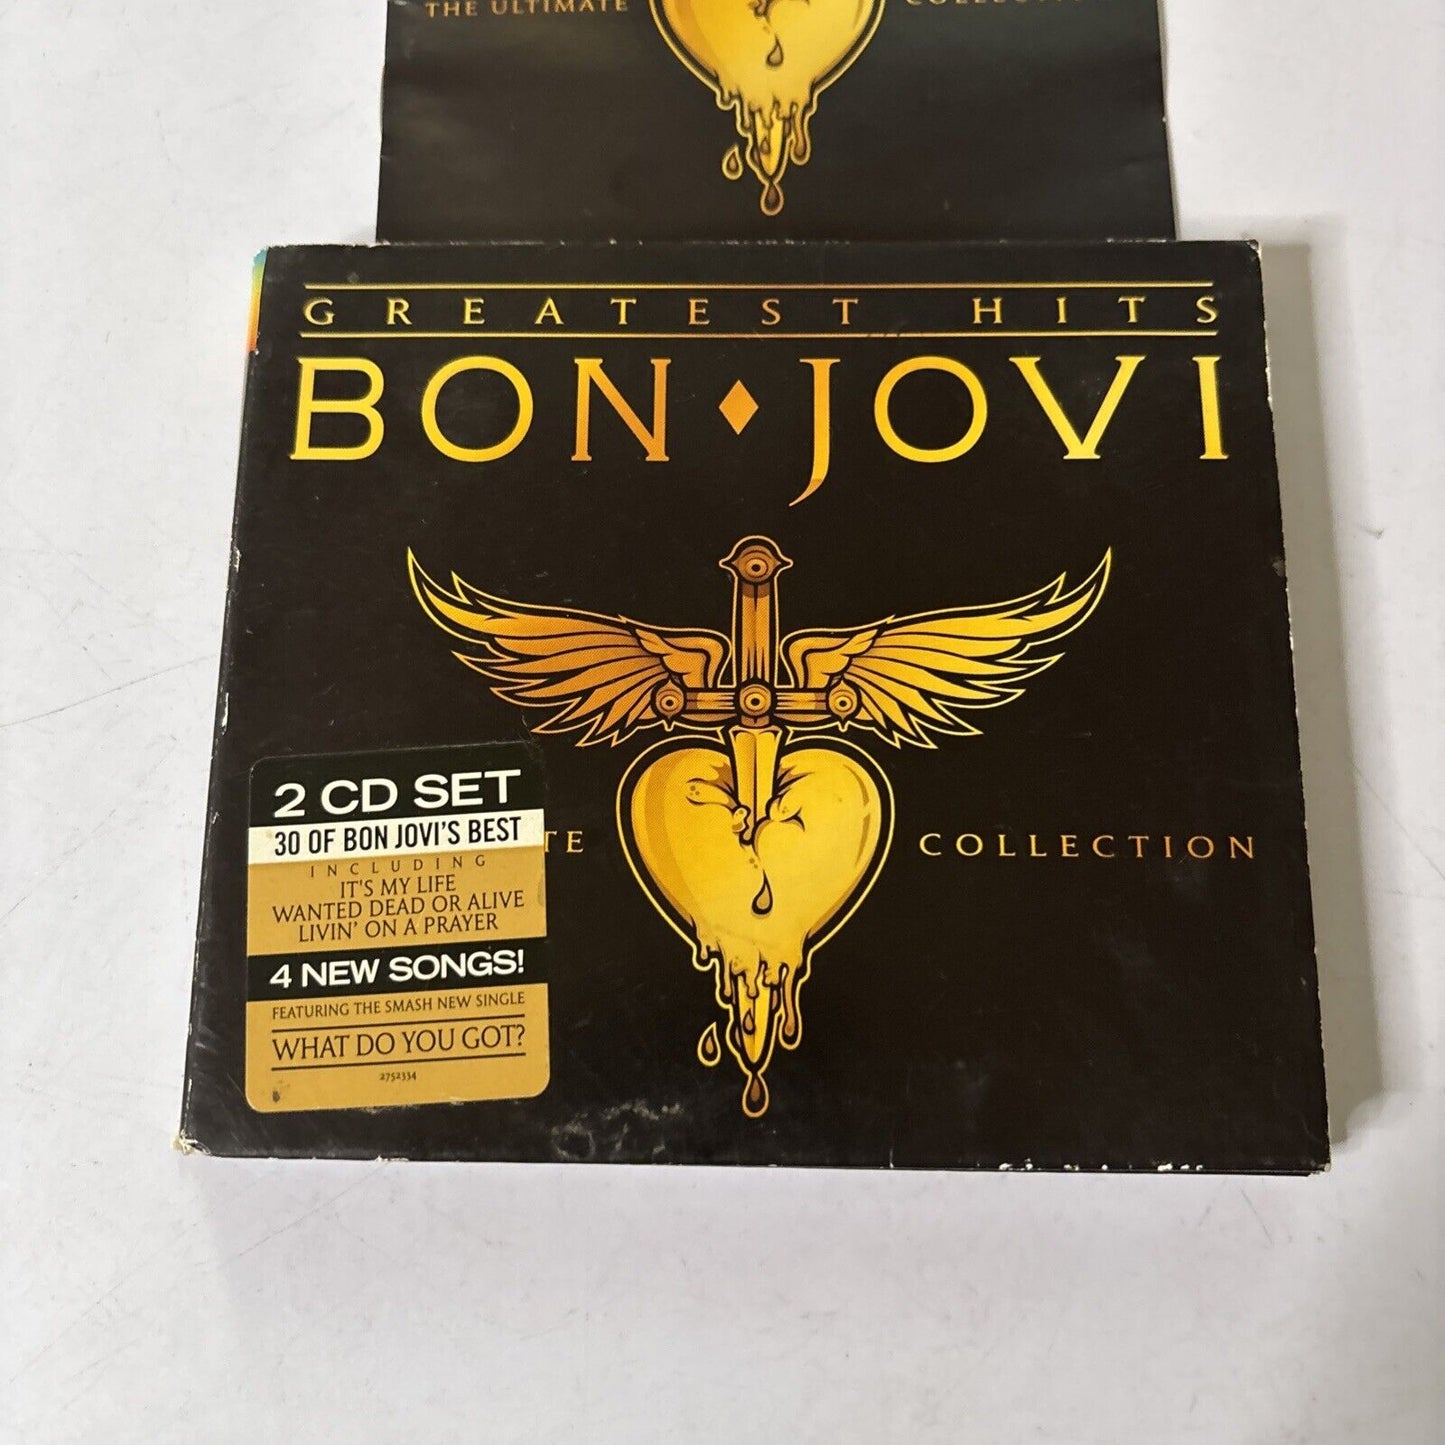 THE ULTIMATE COLLECTION
GREATEST HITS
BON JOVI
TE COLLECTION
2 CD SET
30 OF BON JOVI'S BEST
INCLUDING
IT'S MY LIFE
WANTED DEAD OR ALIVE
LIVIN' ON A PRAYER
4 NEW SONGS!
FEATURING THE SMASH NEW SINGLE
WHAT DO YOU GOT?
2752334